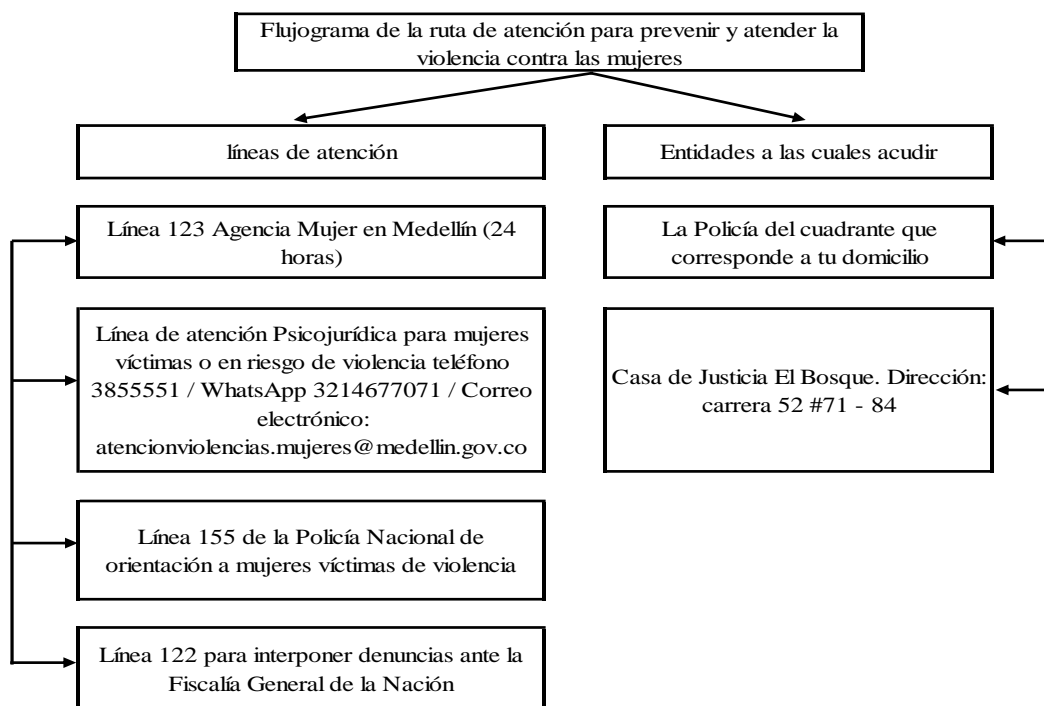 Flujograma de la ruta de atención para prevenir y atender la
violencia contra las mujeres
líneas de atención
Entidades a las cuales acudir
Línea 123 Agencia Mujer en Medellín (24
horas)
La Policía del cuadrante que
corresponde a tu domicilio
Línea de atención Psicojurídica para mujeres
víctimas o en riesgo de violencia teléfono
3855551 / WhatsApp 3214677071 / Correo
electrónico:
atencionviolencias.mujeres@medellin.gov.co
Casa de Justicia El Bosque. Dirección:
carrera 52 #71 - 84
Línea 155 de la Policía Nacional de
orientación a mujeres víctimas de violencia
Línea 122 para interponer denuncias ante la
Fiscalía General de la Nación